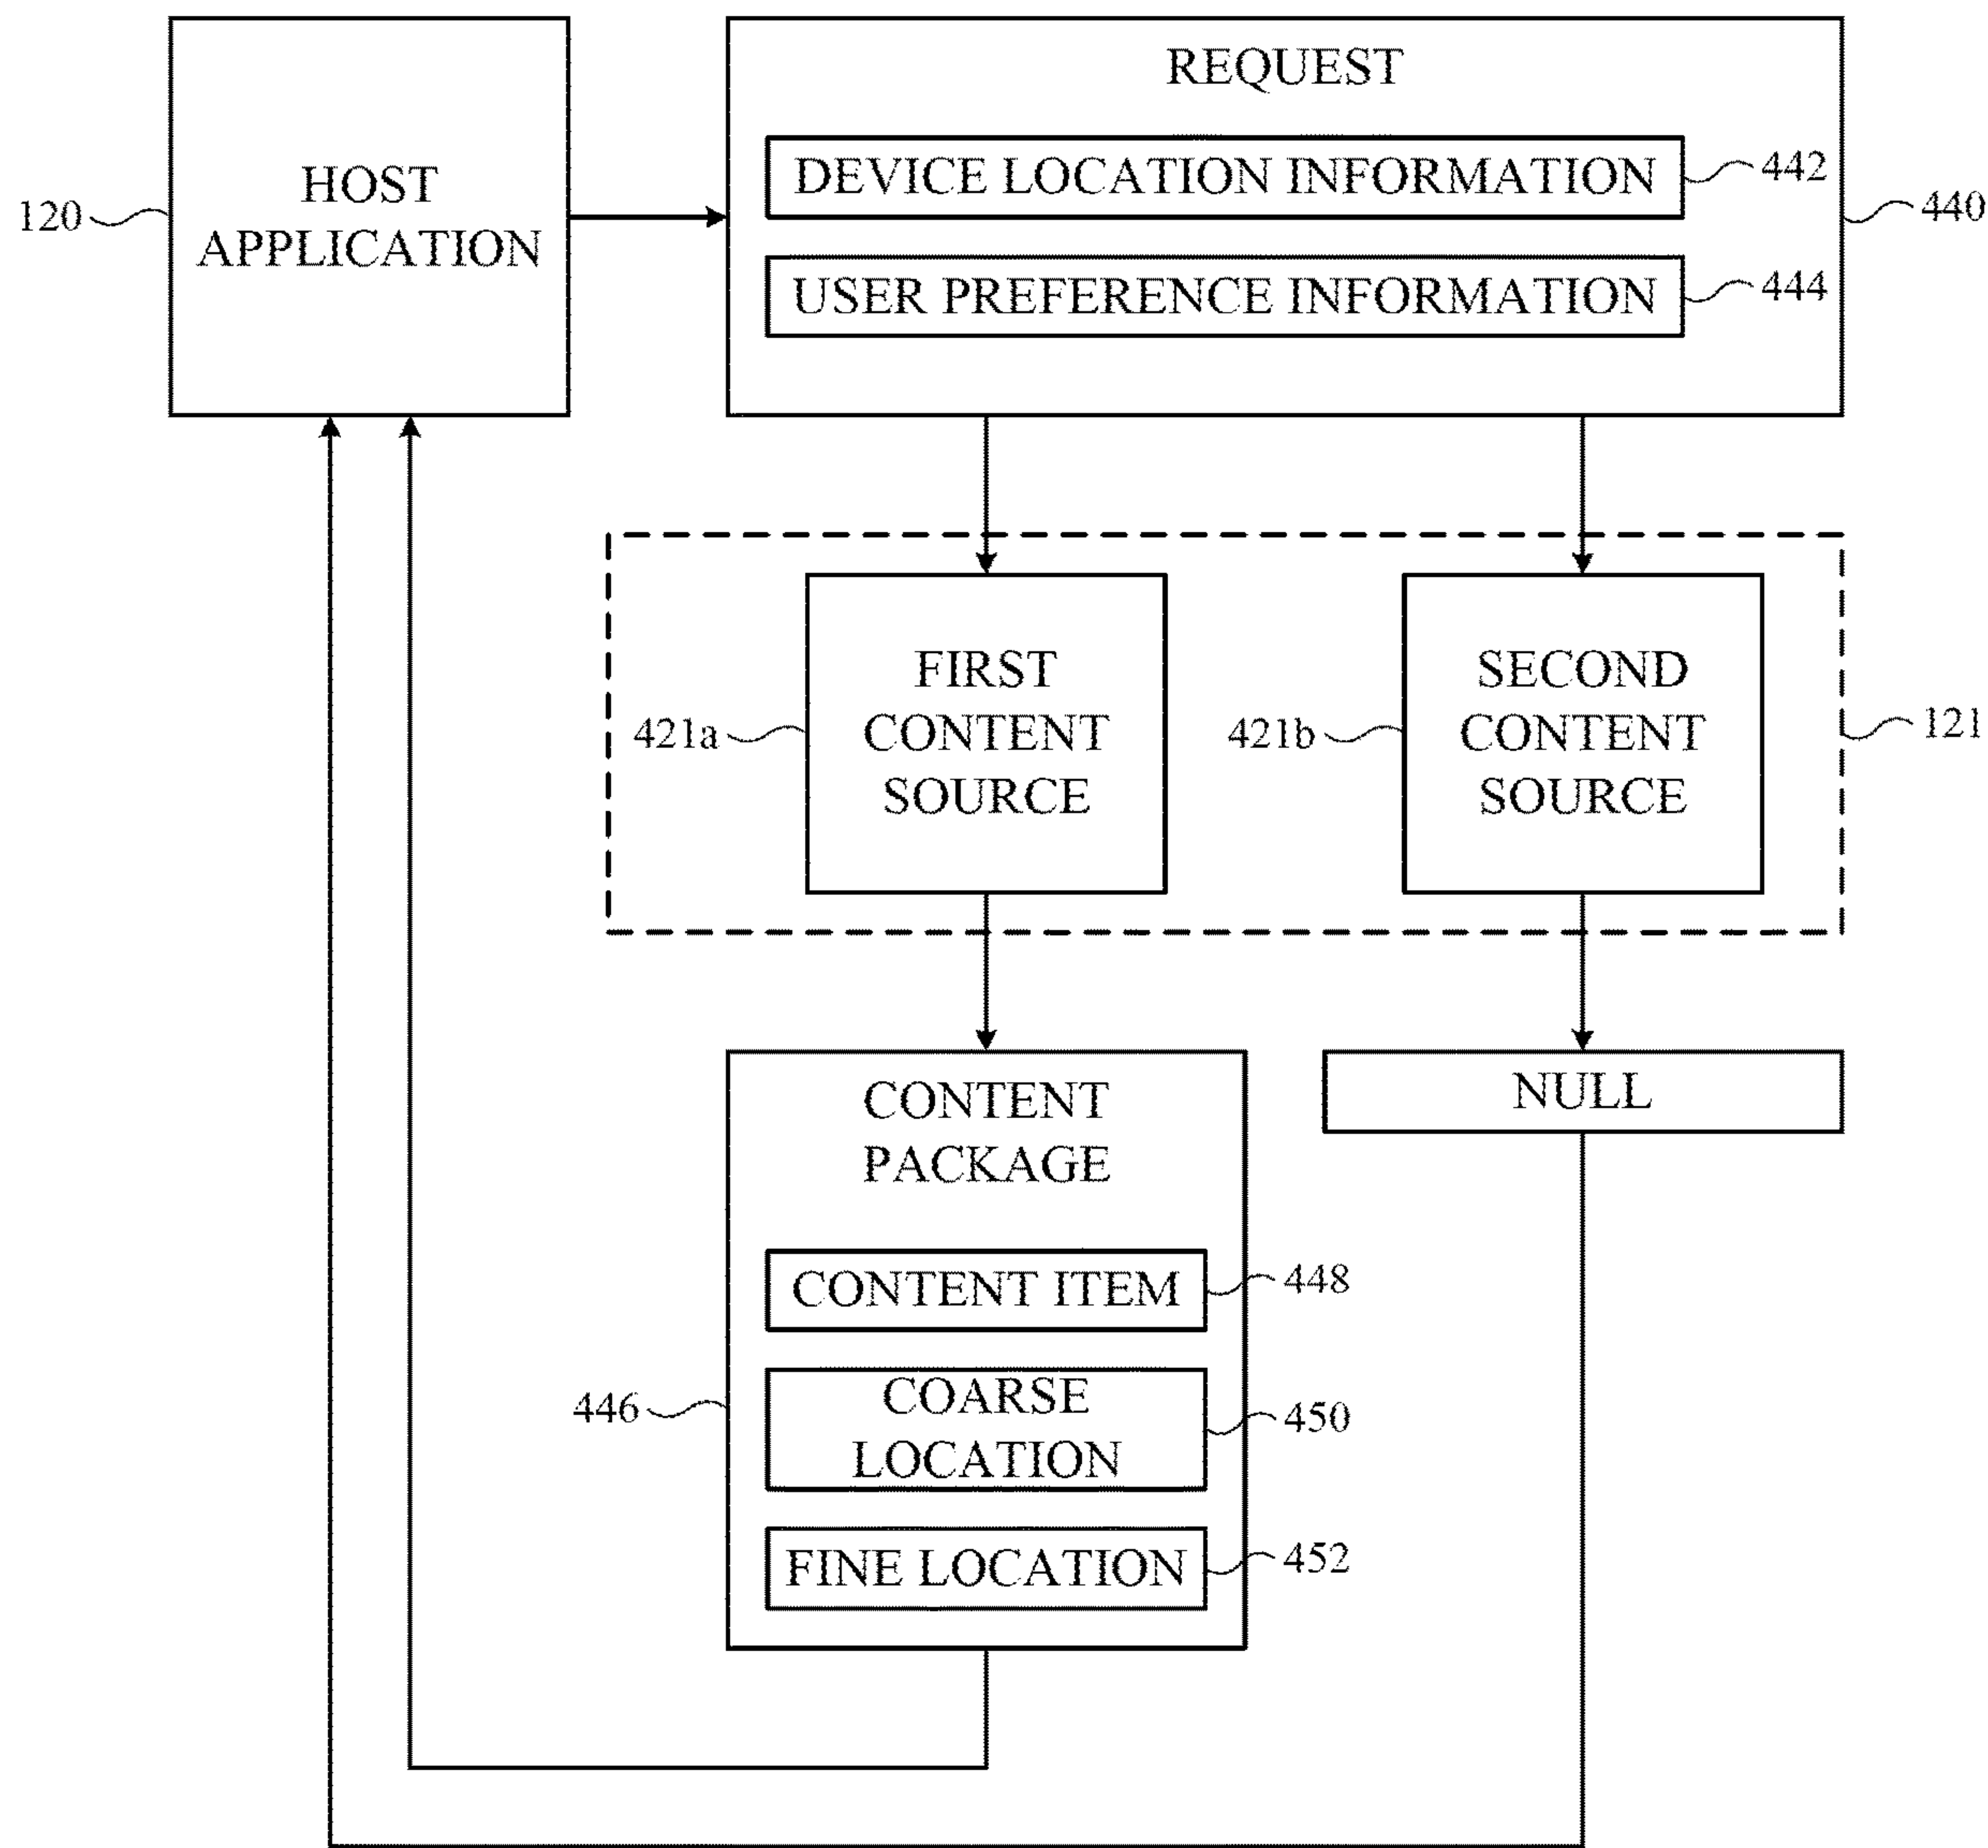 HOST
APPLICATION
120
REQUEST
DEVICE LOCATION INFORMATION
442
USER PREFERENCE INFORMATION
444
440
FIRST
CONTENT
SOURCE
421a
SECOND
CONTENT
SOURCE
421b
121
CONTENT
PACKAGE
CONTENT ITEM
448
COARSE
LOCATION
450
FINE LOCATION
452
446
NULL